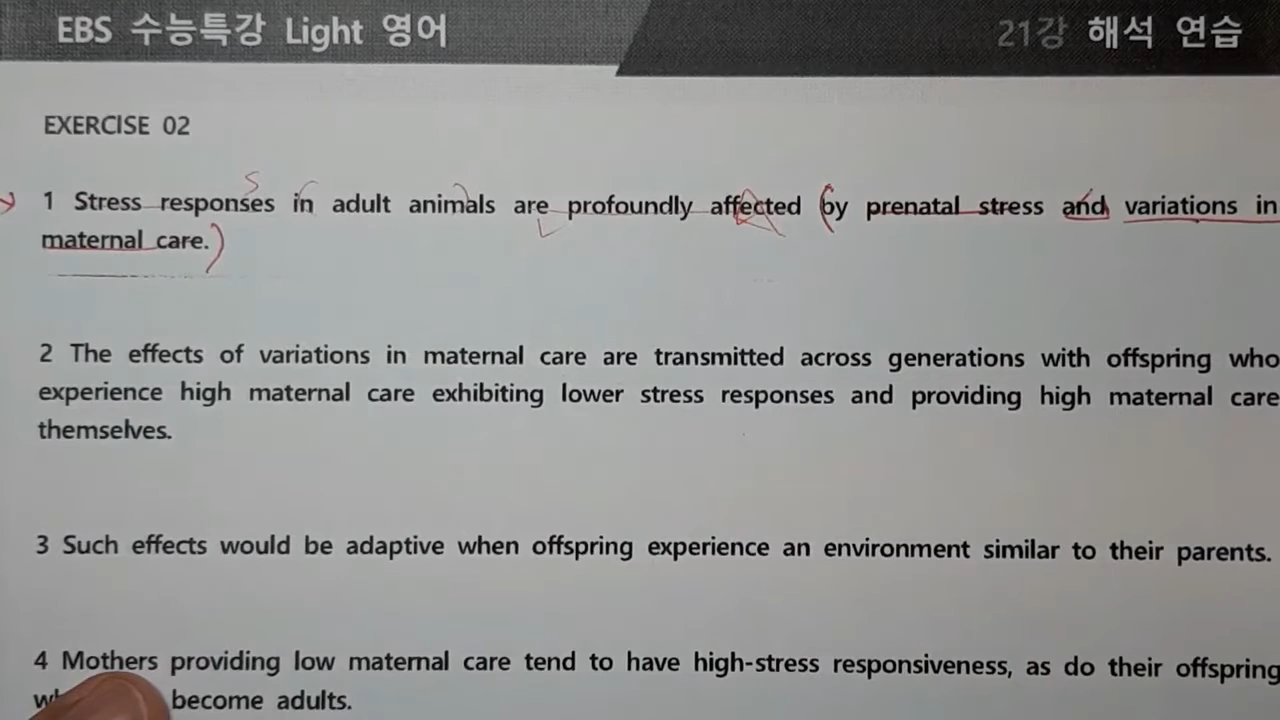 EBS 수능특강 Light 영어
21강 해석 연습
EXERCISE 02
S
1 Stress responses in adult animals are profoundly affected by prenatal stress and variations in
maternal care.
2 The effects of variations in maternal care are transmitted across generations with offspring who
experience high maternal care exhibiting lower stress responses and providing high maternal care
themselves.
3 Such effects would be adaptive when offspring experience an environment similar to their parents.
4 Mothers providing low maternal care tend to have high-stress responsiveness, as do their offspring
become adults.